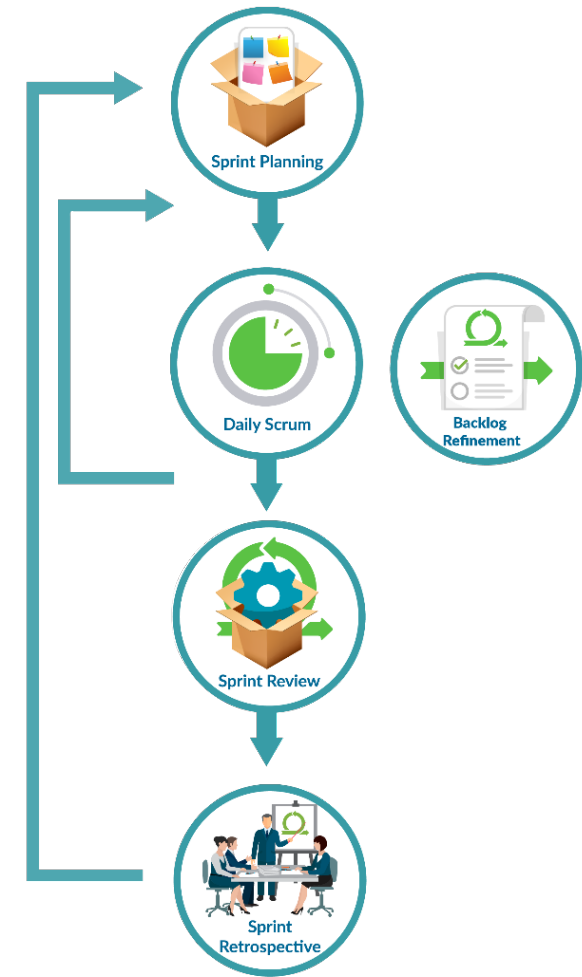 Sprint Planning
Daily Scrum
Backlog
Refinement
Sprint Review
Sprint
Retrospective